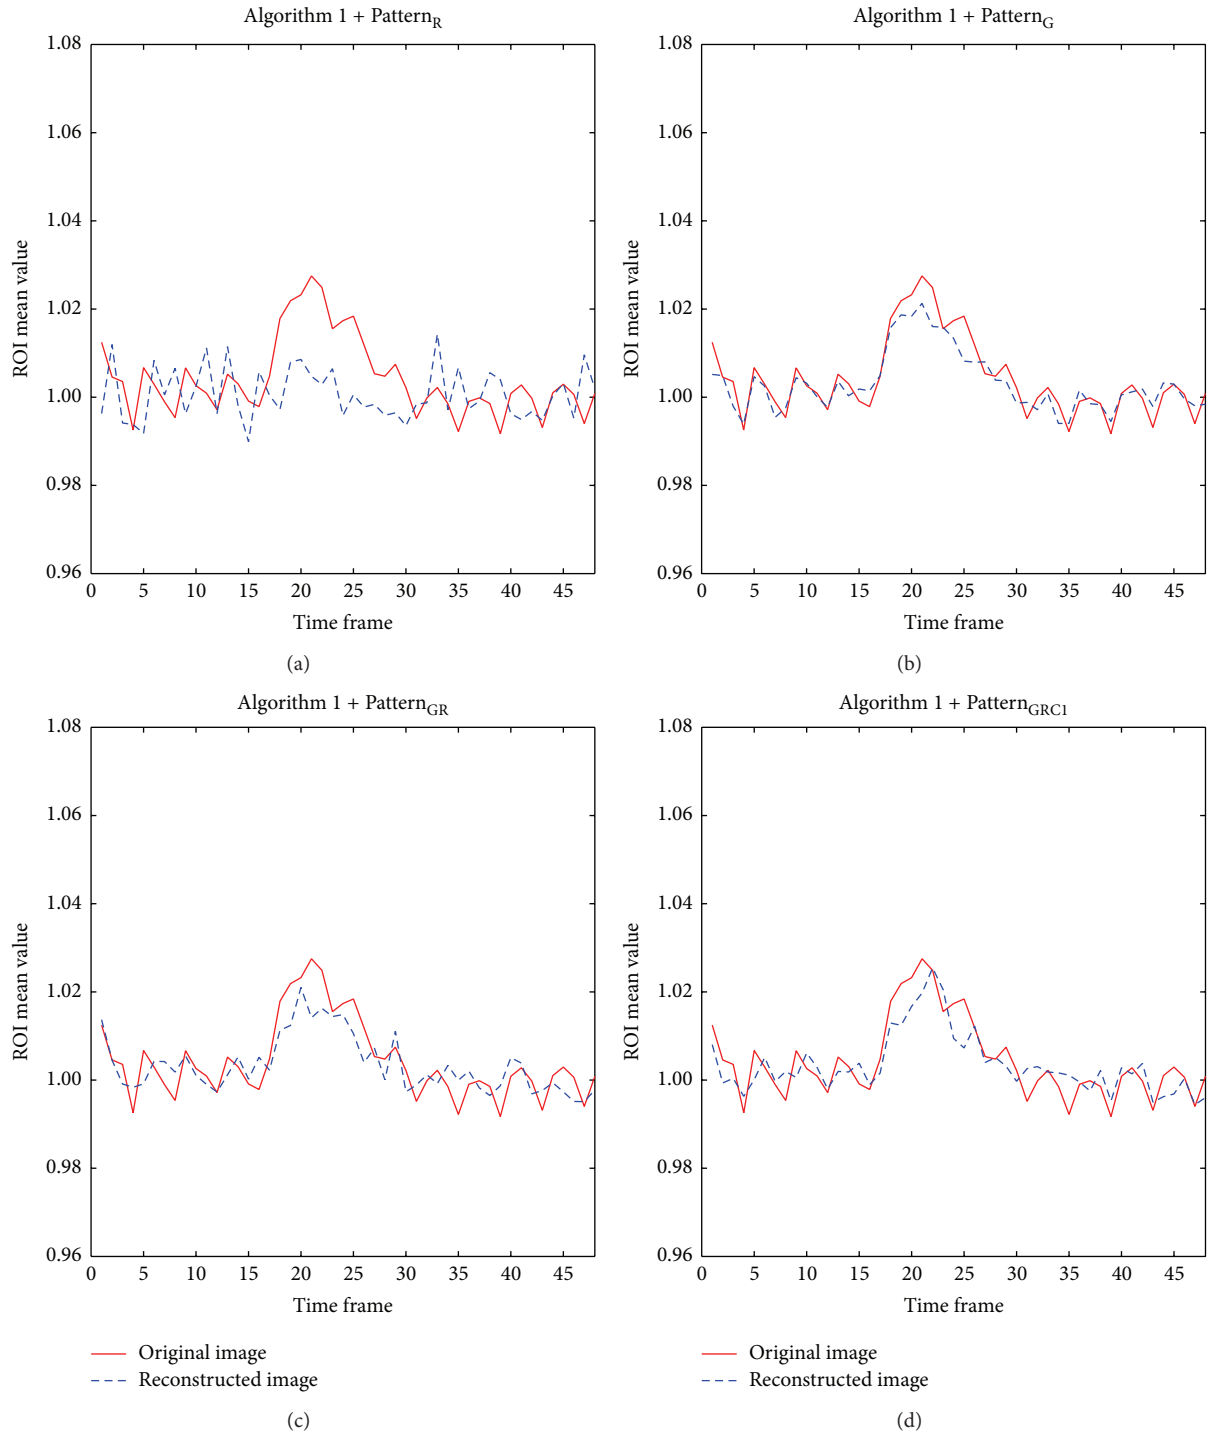 Algorithm 1 + Pattern_R
1.08
1.06
1.04
1.02
1.00
0.98
0.96
ROI mean value
0 5 10 15 20 25 30 35 40 45
Time frame
(a)
Algorithm 1 + Pattern_G
1.08
1.06
1.04
1.02
1.00
0.98
0.96
ROI mean value
0 5 10 15 20 25 30 35 40 45
Time frame
(b)
Algorithm 1 + Pattern_GR
1.08
1.06
1.04
1.02
1.00
0.98
0.96
ROI mean value
0 5 10 15 20 25 30 35 40 45
Time frame
Original image
Reconstructed image
(c)
Algorithm 1 + Pattern_GRC1
1.08
1.06
1.04
1.02
1.00
0.98
0.96
ROI mean value
0 5 10 15 20 25 30 35 40 45
Time frame
Original image
Reconstructed image
(d)